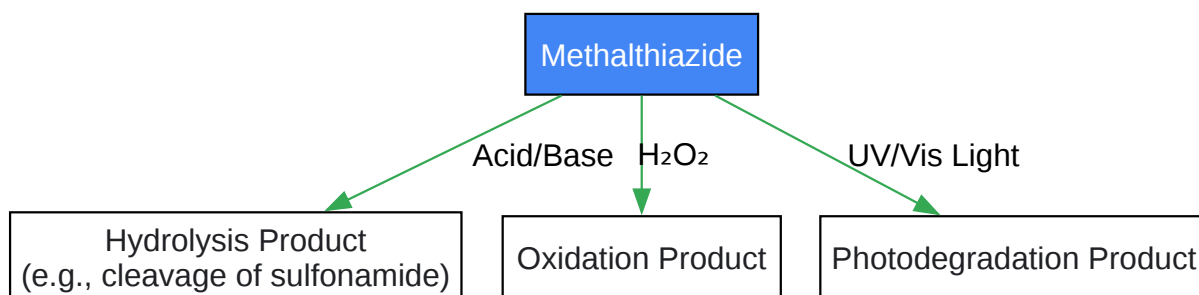 Methalthiazide
Acid/Base
H₂O₂
UV/Vis Light
Hydrolysis Product
(e.g., cleavage of sulfonamide)
Oxidation Product
Photodegradation Product